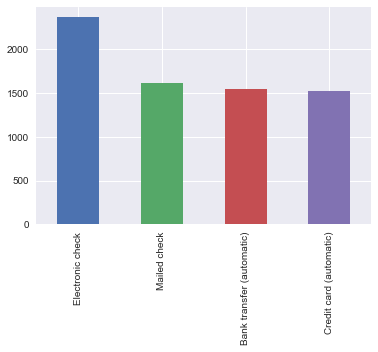 2000
1500
1000
500
0
Electronic check
Mailed check
Bank transfer (automatic)
Credit card (automatic)